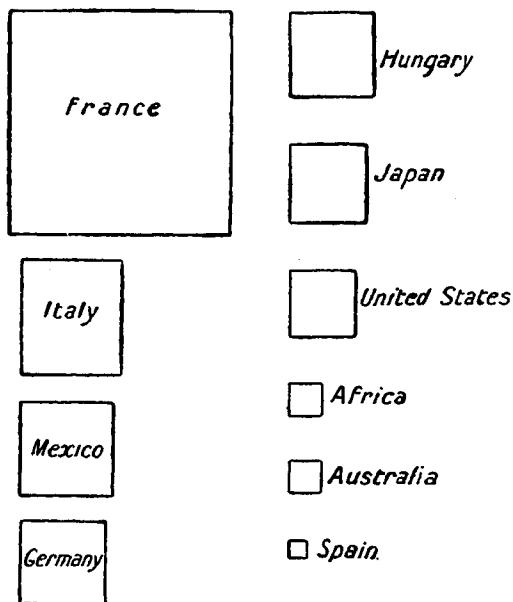 France
Italy
Mexico
Germany
Hungary
Japan
United States
Africa
Australia
Spain.